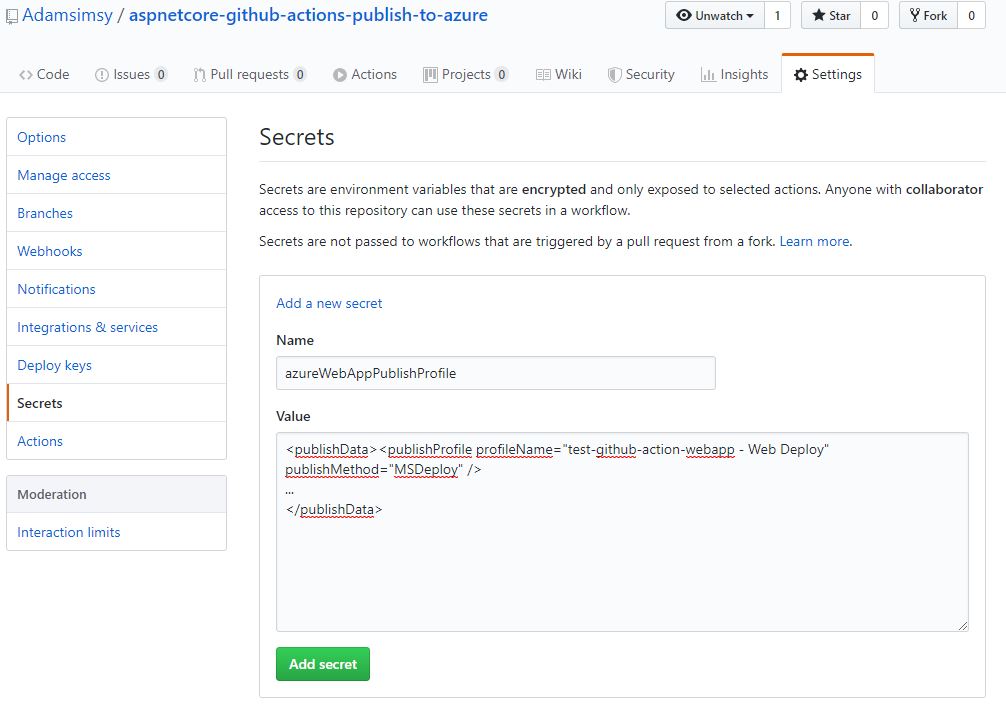 Adamsimsy / aspnetcore-github-actions-publish-to-azure
Unwatch 1 Star 0 Fork 0
Code Issues 0 Pull requests 0 Actions Projects 0 Wiki Security Insights Settings
Options
Manage access
Branches
Webhooks
Notifications
Integrations & services
Deploy keys
Secrets
Actions
Moderation
Interaction limits
Secrets
Secrets are environment variables that are encrypted and only exposed to selected actions. Anyone with collaborator
access to this repository can use these secrets in a workflow.
Secrets are not passed to workflows that are triggered by a pull request from a fork. Learn more.
Add a new secret
Name
azureWebAppPublishProfile
Value
<publishData><publishProfile profileName="test-github-action-webapp - Web Deploy"
publishMethod="MSDeploy" />
...
</publishData>
Add secret